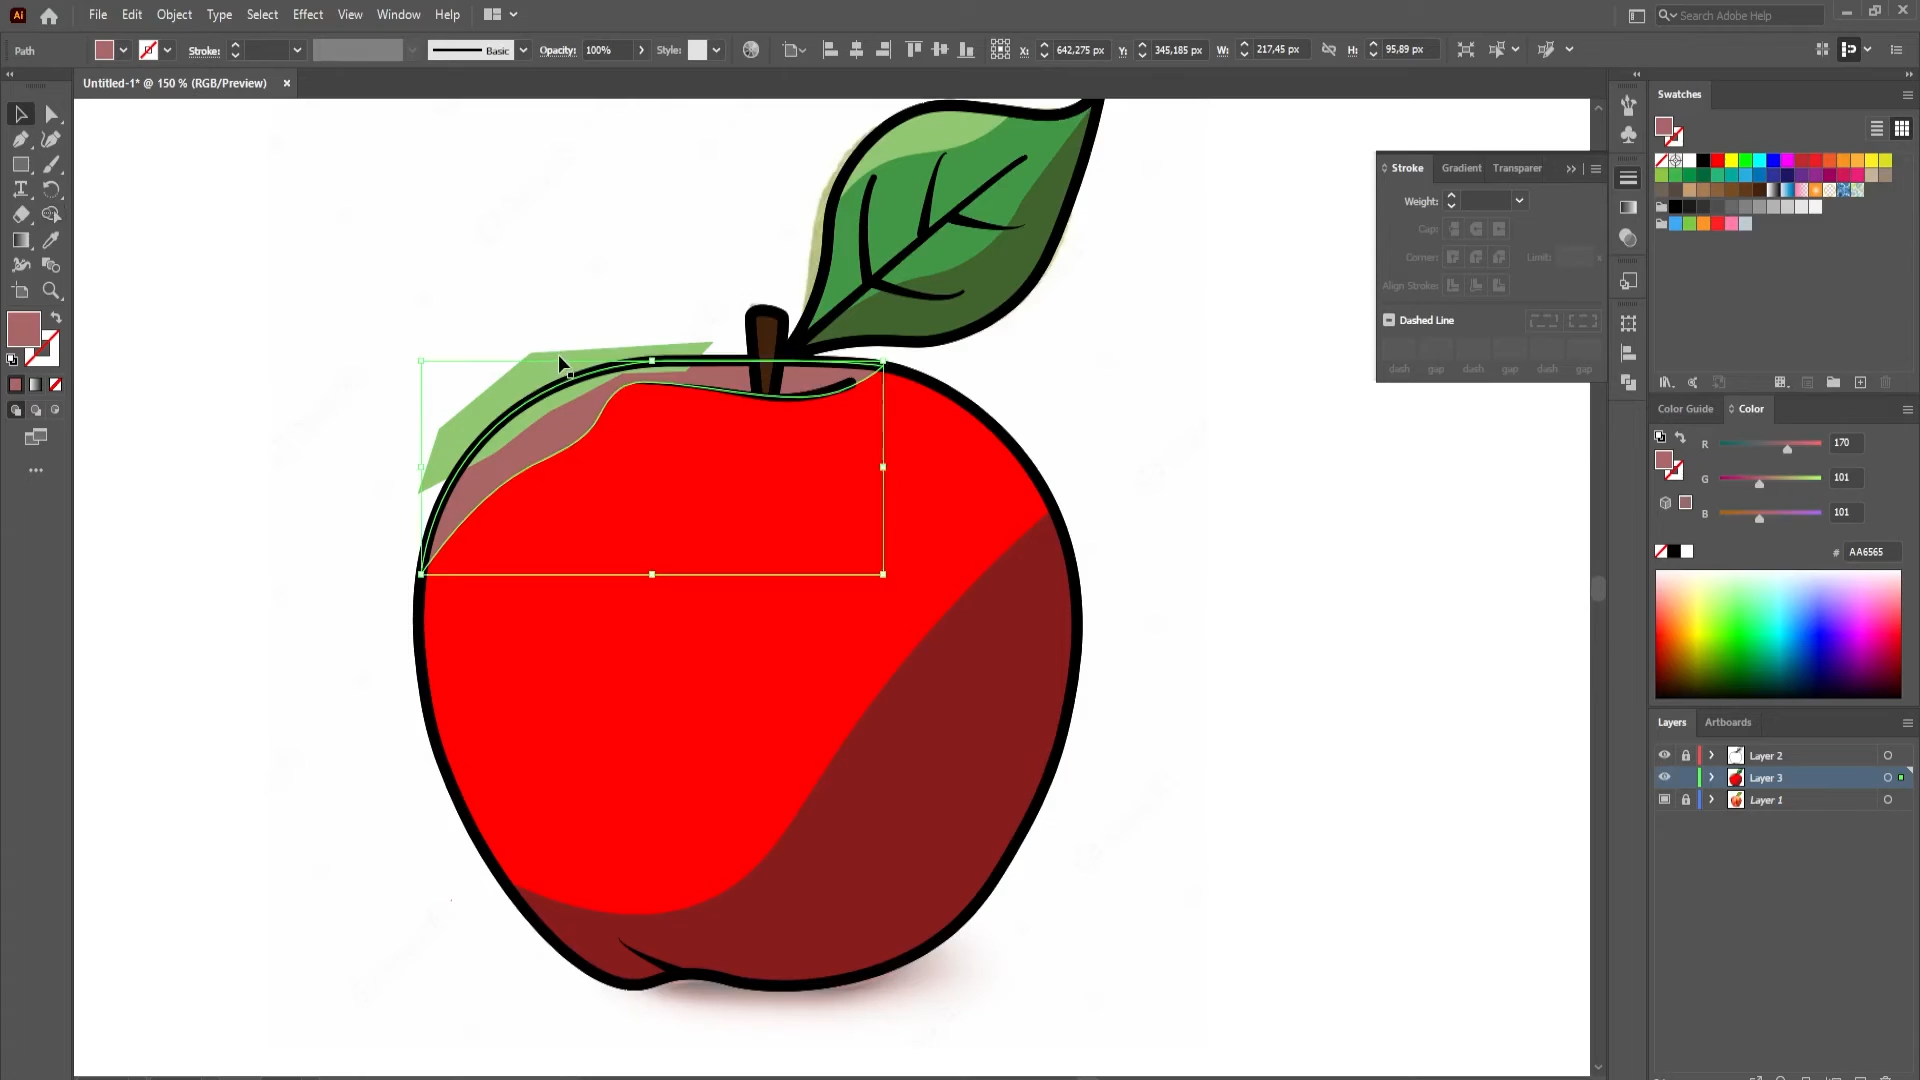 Ai File Edit Object Type Select Effect View Window Help Search Adobe Help
Path Stroke: Basic Opacity: 100% Style: X: 642,275 px Y: 345,185 px W: 217,45 px H: 95,89 px
Untitled-1* @ 150 % (RGB/Preview)
Swatches
Stroke Gradient Transparer
Weight:
Cap:
Corner: Limit: x
Align Stroke:
Dashed Line
dash gap dash gap dash gap
Color Guide Color
R 170
G 101
B 101
# AA6565
Layers Artboards
Layer 2
Layer 3
Layer 1